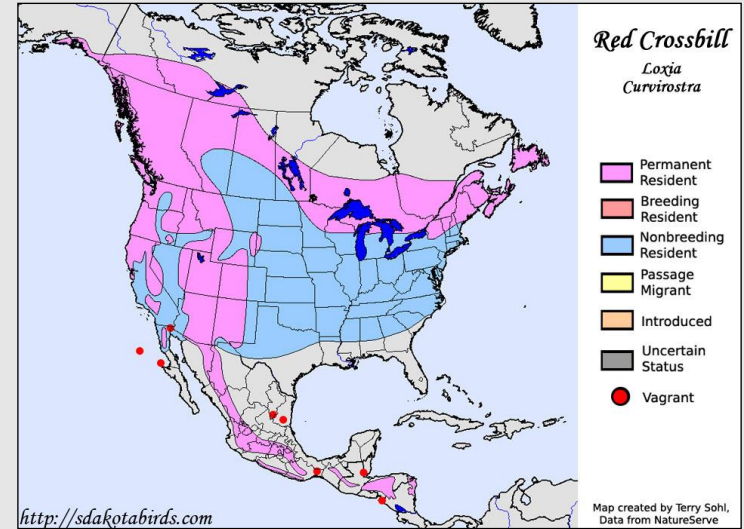 Red Crossbill
Loxia
Curvirostra
Permanent
Resident
Breeding
Resident
Nonbreeding
Resident
Passage
Migrant
Introduced
Uncertain
Status
Vagrant
http://sdakotabirds.com
Map created by Terry Sohl,
Data from NatureServe